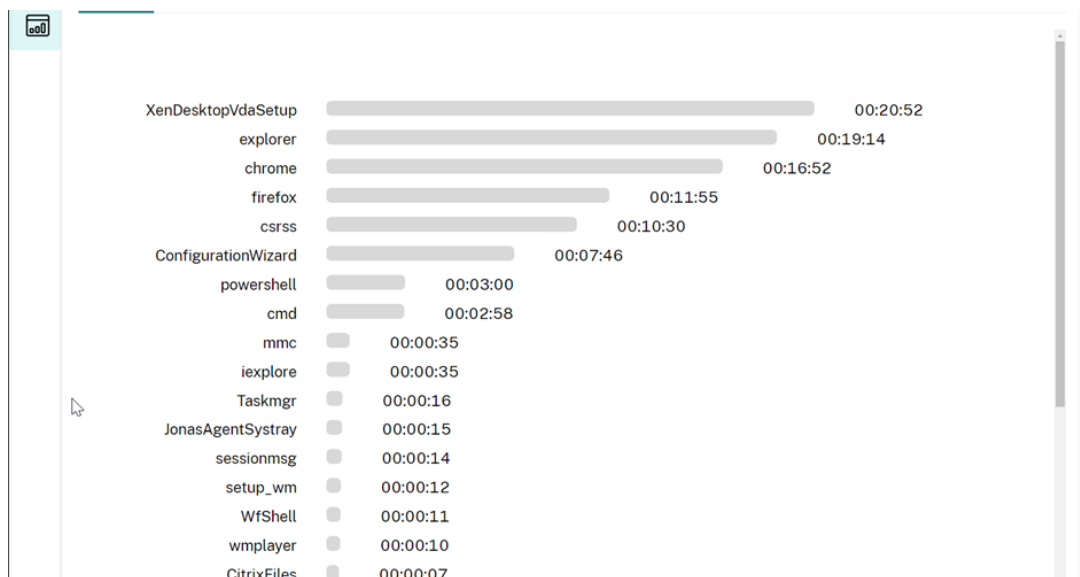 XenDesktopVdaSetup 00:20:52
explorer 00:19:14
chrome 00:16:52
firefox 00:11:55
csrss 00:10:30
ConfigurationWizard 00:07:46
powershell 00:03:00
cmd 00:02:58
mmc 00:00:35
iexplore 00:00:35
Taskmgr 00:00:16
JonasAgentSystray 00:00:15
sessionmsg 00:00:14
setup_wm 00:00:12
WfShell 00:00:11
wmplayer 00:00:10
CitrixFiles 00:00:07